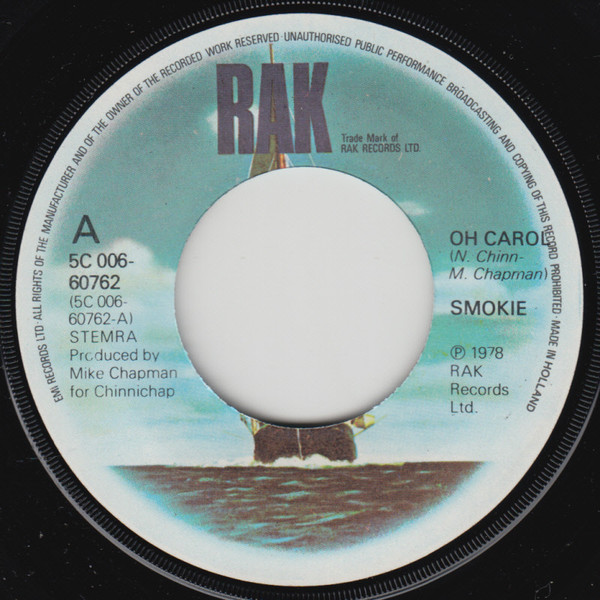 EMI RECORDS LTD · ALL RIGHTS OF THE MANUFACTURER AND OF THE OWNER OF THE RECORDED WORK RESERVED · UNAUTHORISED PUBLIC PERFORMANCE BROADCASTING AND COPYING OF THIS RECORD PROHIBITED · MADE IN HOLLAND
RAK
Trade Mark of
RAK RECORDS LTD.
A
5C 006-
60762
(5C 006-
60762-A)
STEMRA
Produced by
Mike Chapman
for Chinnichap
OH CAROL
(N. Chinn-
M. Chapman)
SMOKIE
℗ 1978
RAK
Records
Ltd.